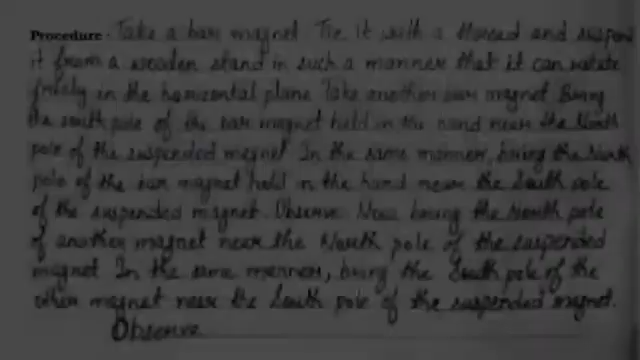 Procedure - Take a bar magnet. Tie it with a thread and suspend
it from a wooden stand in such a manner that it can rotate
freely in the horizontal plane Take another bar magnet Bring
the south pole of the bar magnet held in the hand near the North
pole of the suspended magnet. In the same manner, bring the North
pole of the bar magnet held in the hand near the South pole
of the suspended magnet. Observe. Now bring the North pole
of another magnet near the North pole of the suspended
magnet. In the same manner, bring the South pole of the
other magnet near the South pole of the suspended magnet.
Observe